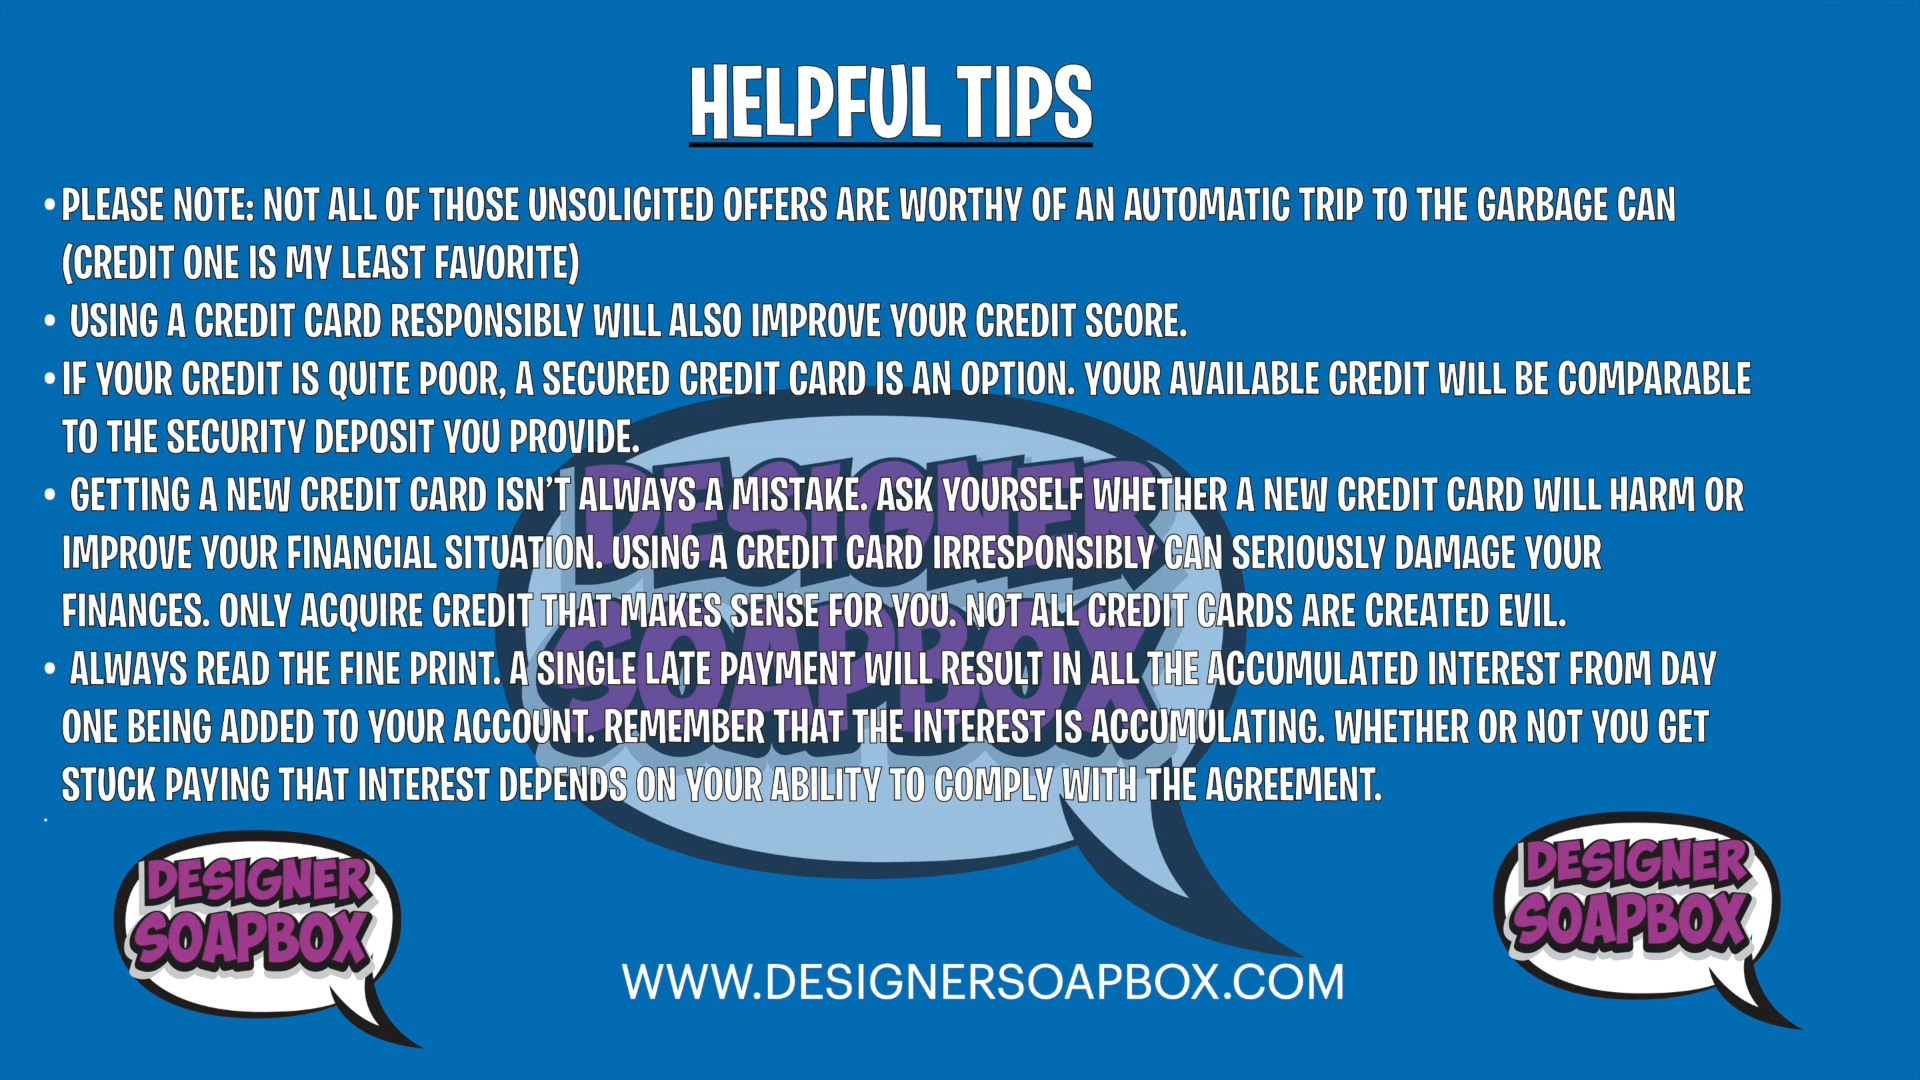 HELPFUL TIPS
• PLEASE NOTE: NOT ALL OF THOSE UNSOLICITED OFFERS ARE WORTHY OF AN AUTOMATIC TRIP TO THE GARBAGE CAN
(CREDIT ONE IS MY LEAST FAVORITE)
• USING A CREDIT CARD RESPONSIBLY WILL ALSO IMPROVE YOUR CREDIT SCORE.
• IF YOUR CREDIT IS QUITE POOR, A SECURED CREDIT CARD IS AN OPTION. YOUR AVAILABLE CREDIT WILL BE COMPARABLE
TO THE SECURITY DEPOSIT YOU PROVIDE.
• GETTING A NEW CREDIT CARD ISN'T ALWAYS A MISTAKE. ASK YOURSELF WHETHER A NEW CREDIT CARD WILL HARM OR
IMPROVE YOUR FINANCIAL SITUATION. USING A CREDIT CARD IRRESPONSIBLY CAN SERIOUSLY DAMAGE YOUR
FINANCES. ONLY ACQUIRE CREDIT THAT MAKES SENSE FOR YOU. NOT ALL CREDIT CARDS ARE CREATED EVIL.
• ALWAYS READ THE FINE PRINT. A SINGLE LATE PAYMENT WILL RESULT IN ALL THE ACCUMULATED INTEREST FROM DAY
ONE BEING ADDED TO YOUR ACCOUNT. REMEMBER THAT THE INTEREST IS ACCUMULATING. WHETHER OR NOT YOU GET
STUCK PAYING THAT INTEREST DEPENDS ON YOUR ABILITY TO COMPLY WITH THE AGREEMENT.
DESIGNER
SOAPBOX
DESIGNER
SOAPBOX
DESIGNER
SOAPBOX
WWW.DESIGNERSOAPBOX.COM